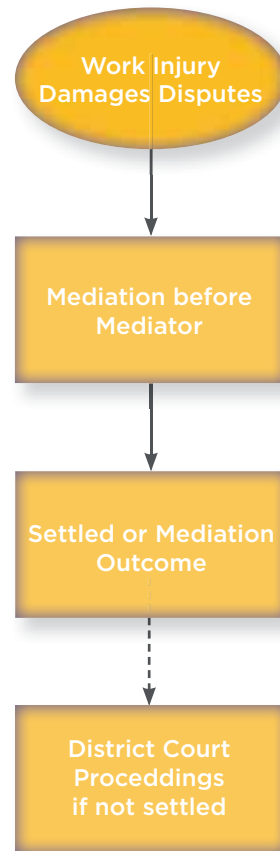 Work Injury
Damages Disputes
Mediation before
Mediator
Settled or Mediation
Outcome
District Court
Proceddings
if not settled